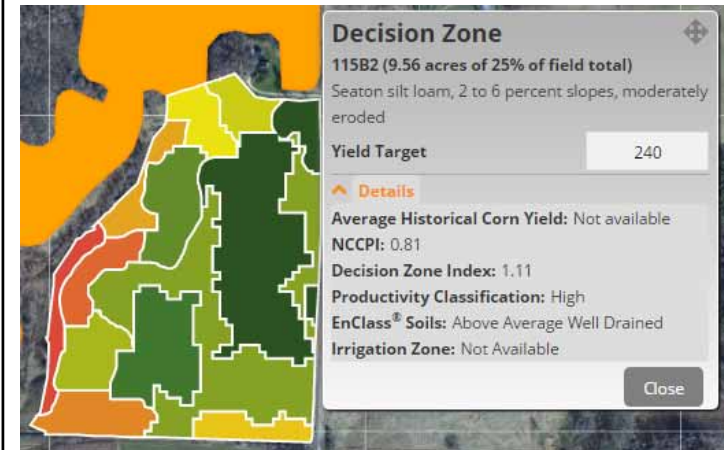 Decision Zone
115B2 (9.56 acres of 25% of field total)
Seaton silt loam, 2 to 6 percent slopes, moderately
eroded
Yield Target 240
Details
Average Historical Corn Yield: Not available
NCCPI: 0.81
Decision Zone Index: 1.11
Productivity Classification: High
EnClass® Soils: Above Average Well Drained
Irrigation Zone: Not Available
Close